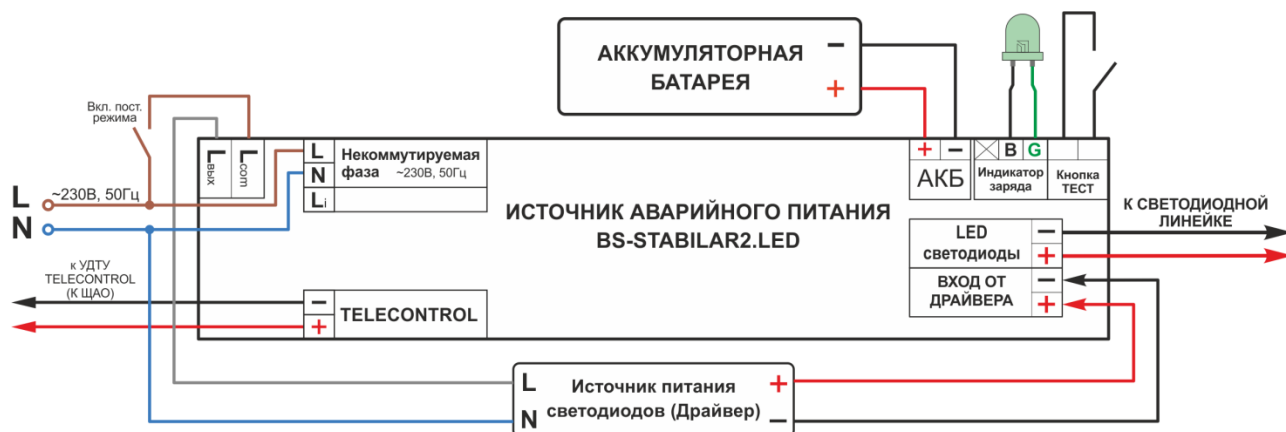 АККУМУЛЯТОРНАЯ
БАТАРЕЯ
−
+
Вкл. пост.
режима
Lвых
Lcom
L
N
Li
Некоммутируемая
фаза ~230В, 50Гц
+ −
АКБ
B G
Индикатор
заряда
Кнопка
ТЕСТ
L
N
~230В, 50Гц
ИСТОЧНИК АВАРИЙНОГО ПИТАНИЯ
BS-STABILAR2.LED
К СВЕТОДИОДНОЙ
ЛИНЕЙКЕ
LED
светодиоды
−
+
ВХОД ОТ
ДРАЙВЕРА
−
+
к УДТУ
TELECONTROL
(К ЩАО)
−
+
TELECONTROL
L
N
Источник питания
светодиодов (Драйвер)
+
−